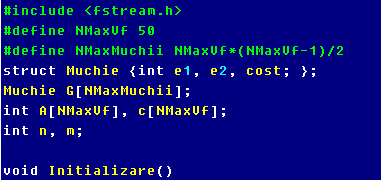 #include <fstream.h>
#define NMaxVf 50
#define NMaxMuchii NMaxVf*(NMaxVf-1)/2
struct Muchie {int e1, e2, cost; };
Muchie G[NMaxMuchii];
int A[NMaxVf], c[NMaxVf];
int n, m;
void Initializare()